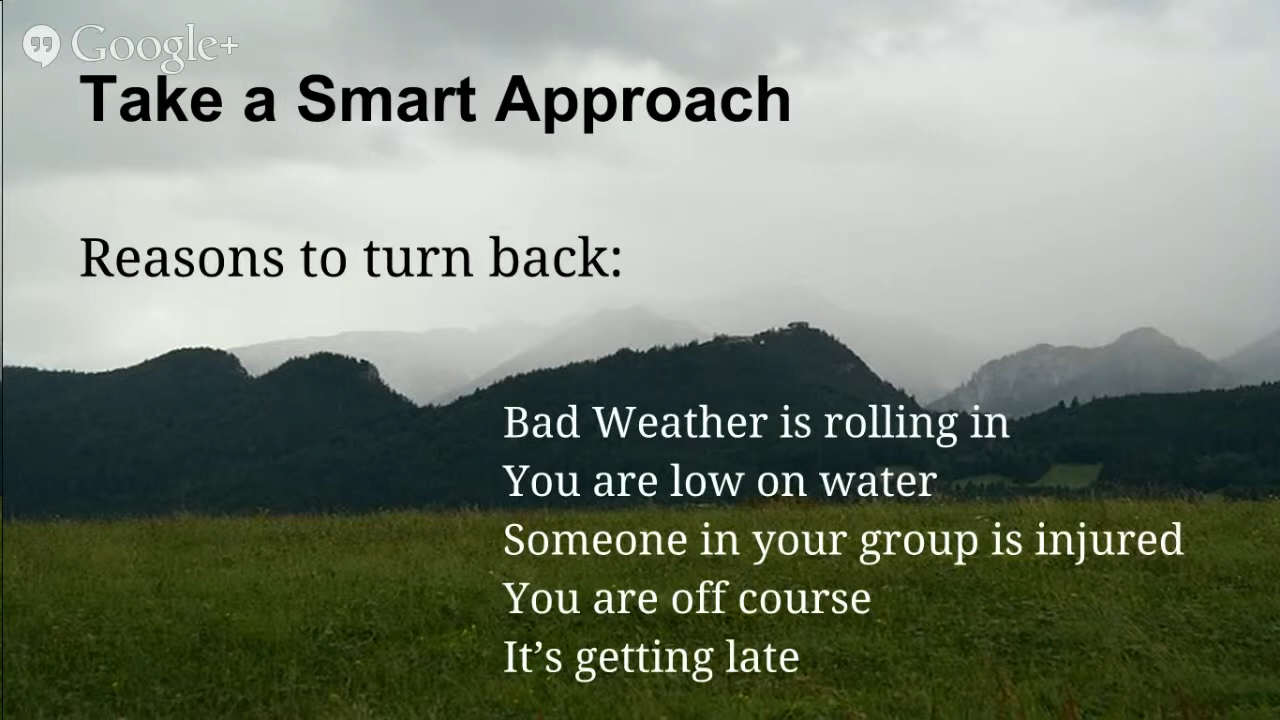 Google+
Take a Smart Approach
Reasons to turn back:
Bad Weather is rolling in
You are low on water
Someone in your group is injured
You are off course
It’s getting late